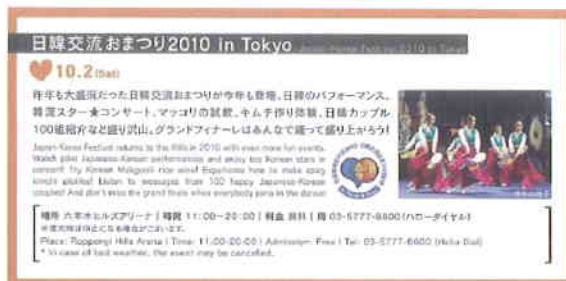 日韓交流おまつり2010 in Tokyo Japan-Korea Festival 2010 in Tokyo
10.2(Sat)
昨年も大盛況だった日韓交流おまつりが今年も登場。日韓のパフォーマンス、
韓流スター★コンサート、マッコリの試飲、キムチ作り体験、日韓カップル
100組紹介など盛り沢山。グランドフィナーレはみんなで踊って盛り上がろう!
Japan-Korea Festival returns to the Hills in 2010 with even more fun events.
Watch Japanese-Korean performances and enjoy top Korean stars in
concert! Try Korean Makgeolli rice wine! Experience how to make spicy
kimchi pickles! Listen to messages from 100 happy Japanese-Korean
couples! And don't miss the grand finale when everybody joins in the dance!
場所 六本木ヒルズアリーナ | 時間 11:00~20:00 | 料金 無料 | 問 03-5777-8600(ハローダイヤル)
※荒天時は中止になる場合がございます。
Place: Roppongi Hills Arena | Time: 11:00-20:00 | Admission: Free | Tel: 03-5777-8600 (Hello Dial)
* In case of bad weather, the event may be cancelled.